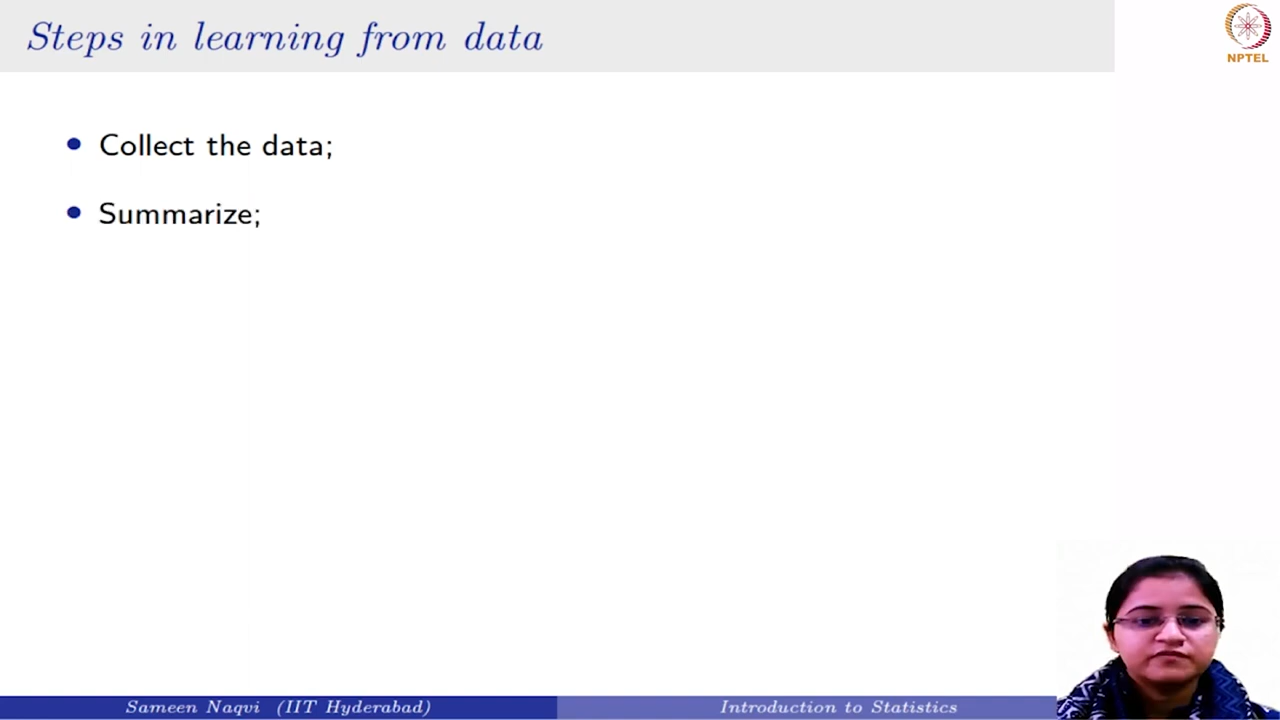 Steps in learning from data
NPTEL
• Collect the data;
• Summarize;
Sameen Naqvi (IIT Hyderabad)
Introduction to Statistics